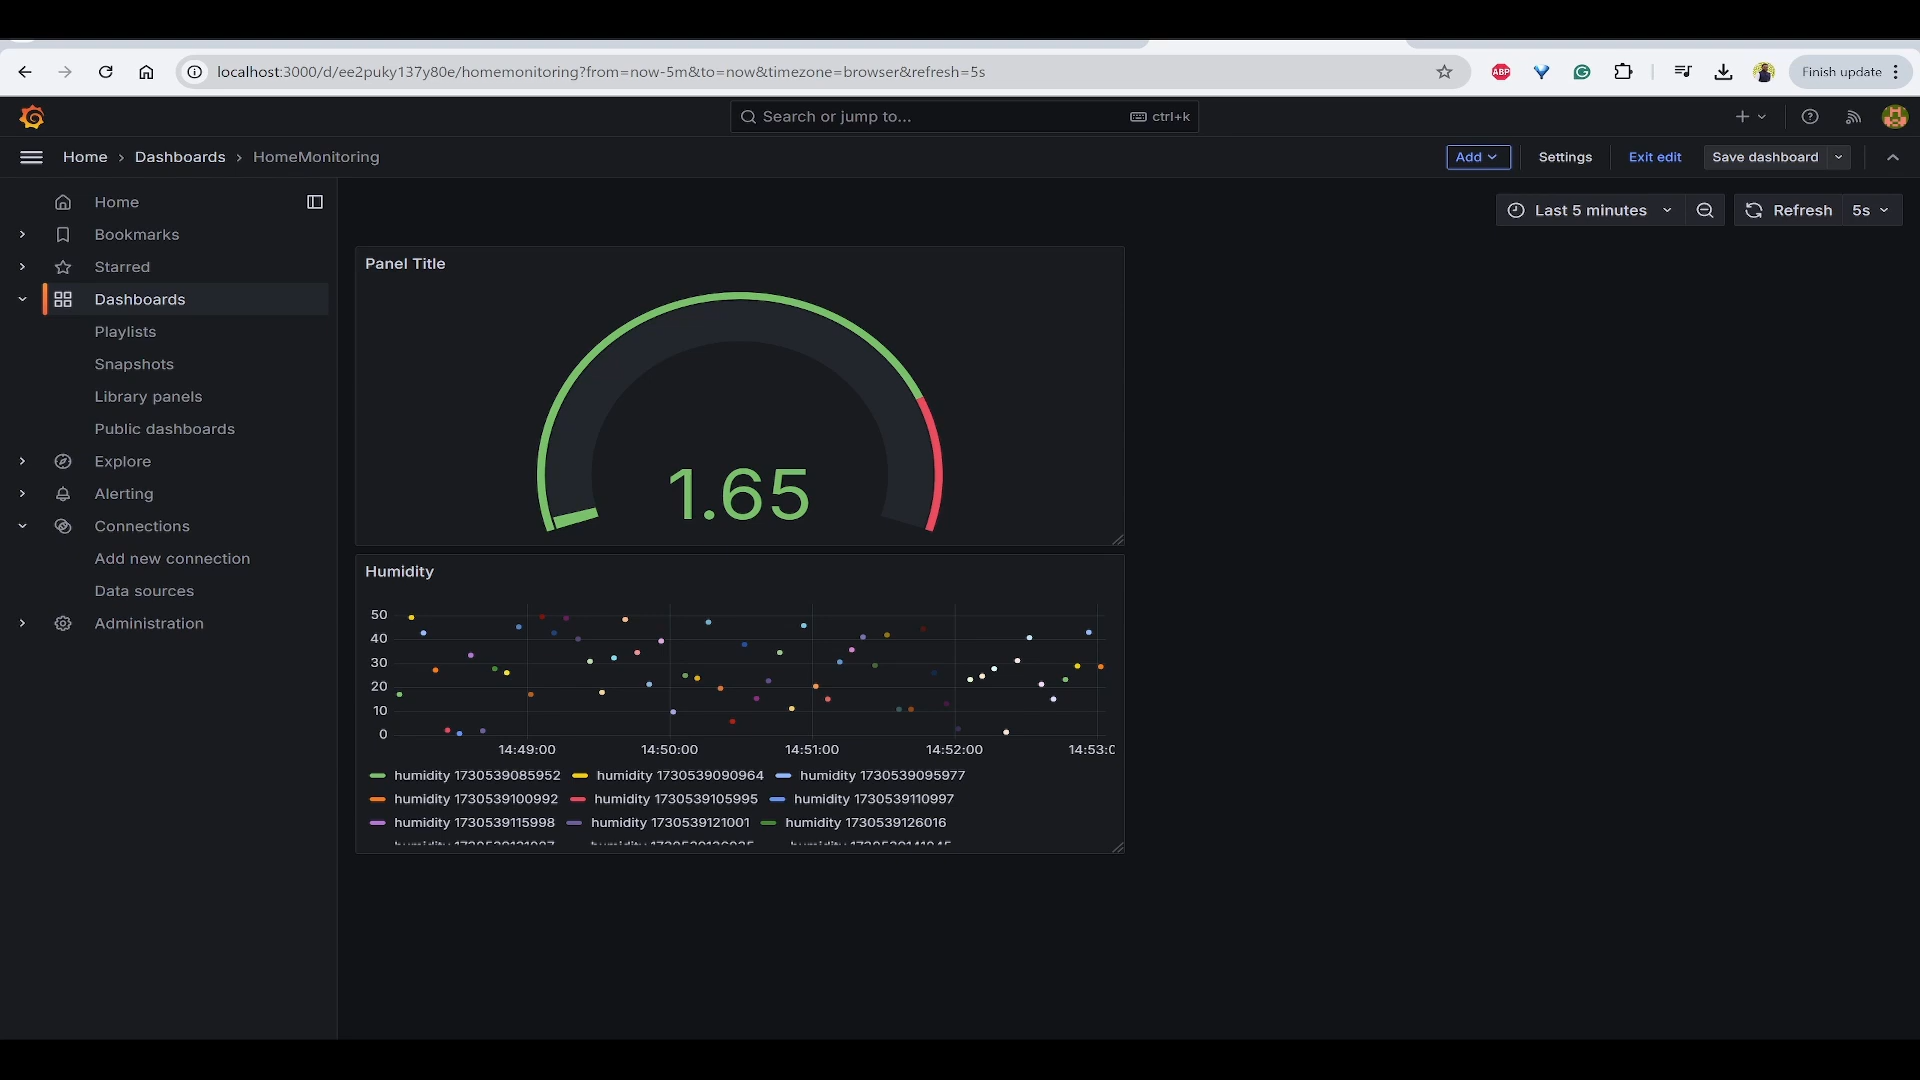 localhost:3000/d/ee2puky137y80e/homemonitoring?from=now-5m&to=now&timezone=browser&refresh=5s
ABP
Finish update
Search or jump to...
ctrl+k
Home › Dashboards › HomeMonitoring
Add
Settings
Exit edit
Save dashboard
Home
Bookmarks
Starred
Dashboards
Playlists
Snapshots
Library panels
Public dashboards
Explore
Alerting
Connections
Add new connection
Data sources
Administration
Last 5 minutes
Refresh
5s
Panel Title
1.65
Humidity
50
40
30
20
10
0
14:49:00 14:50:00 14:51:00 14:52:00 14:53:0
humidity 1730539085952 humidity 1730539090964 humidity 1730539095977
humidity 1730539100992 humidity 1730539105995 humidity 1730539110997
humidity 1730539115998 humidity 1730539121001 humidity 1730539126016